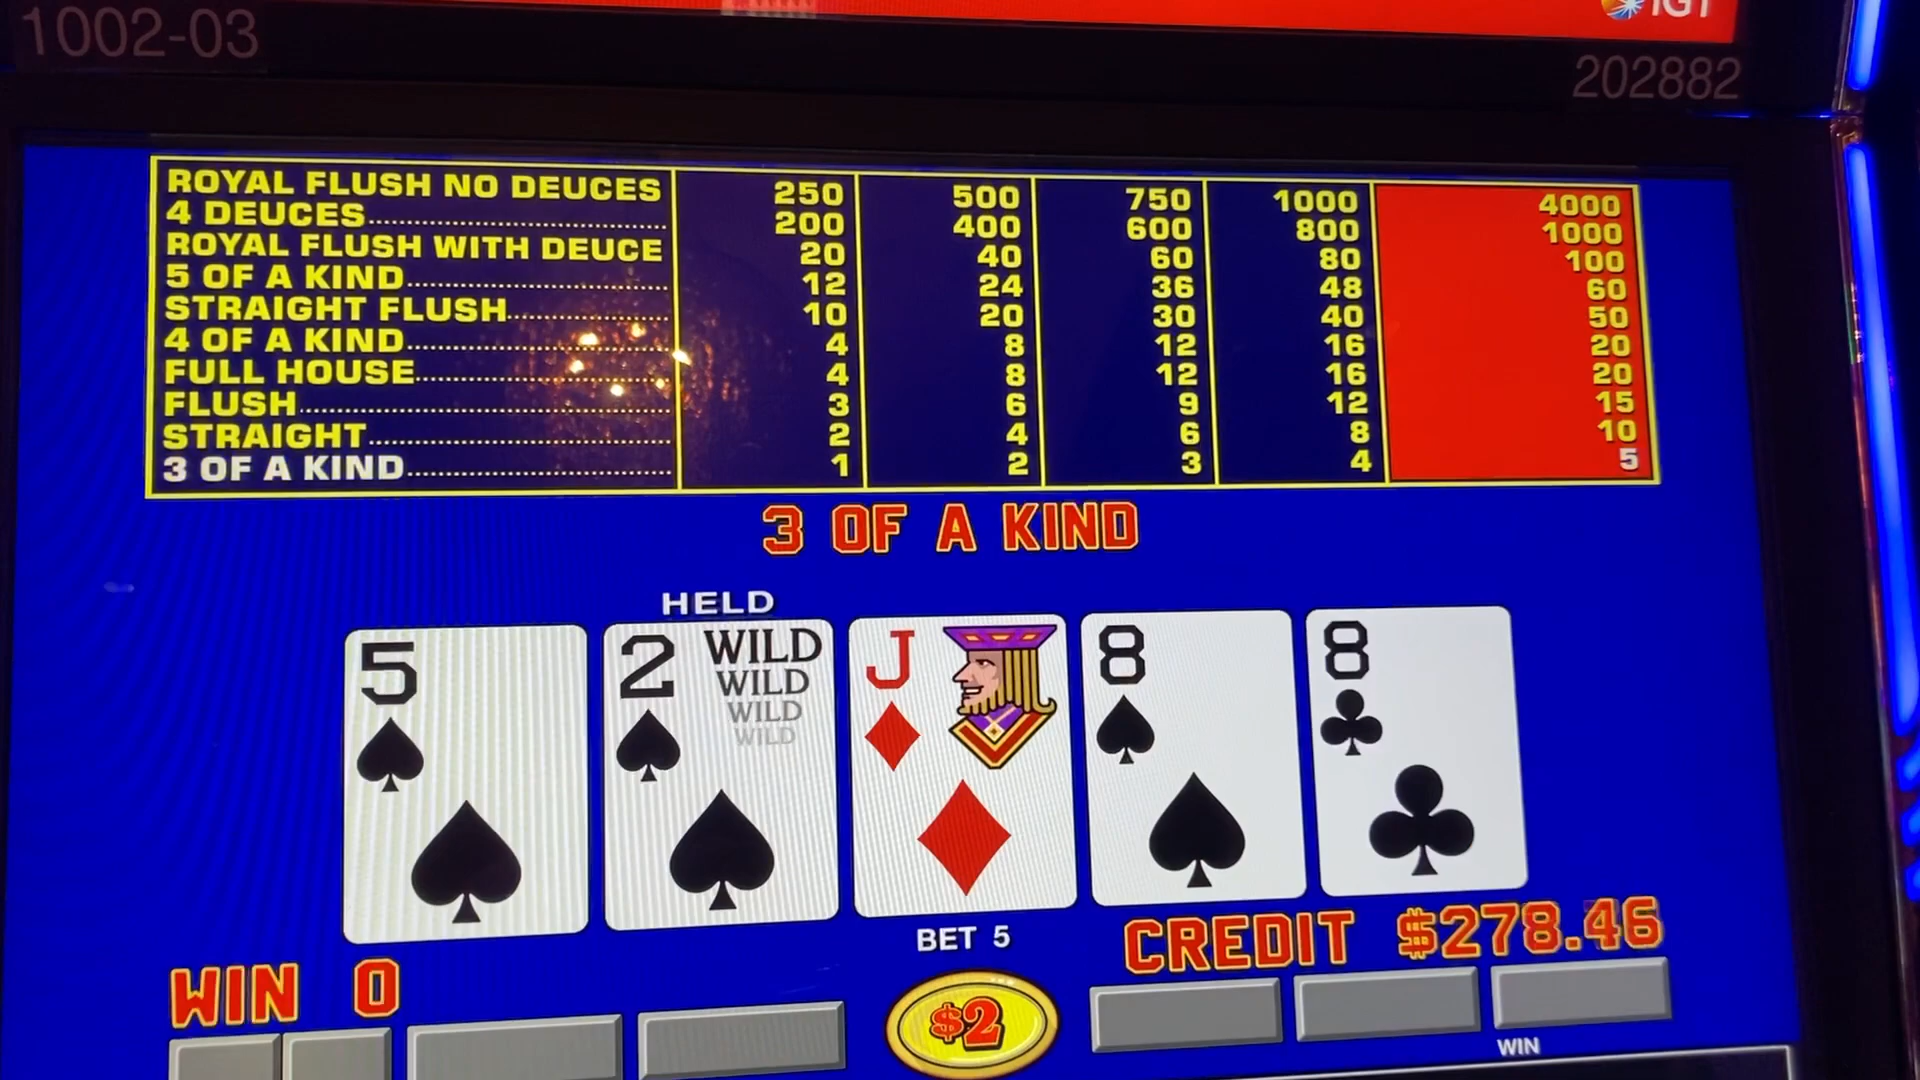 IGT
1002-03
202882
ROYAL FLUSH NO DEUCES 250 500 750 1000 4000
4 DEUCES 200 400 600 800 1000
ROYAL FLUSH WITH DEUCE 20 40 60 80 100
5 OF A KIND 12 24 36 48 60
STRAIGHT FLUSH 10 20 30 40 50
4 OF A KIND 4 8 12 16 20
FULL HOUSE 4 8 12 16 20
FLUSH 3 6 9 12 15
STRAIGHT 2 4 6 8 10
3 OF A KIND 1 2 3 4 5
3 OF A KIND
HELD
5 2 WILD J 8 8
WILD
WILD
WILD
BET 5
CREDIT $278.46
WIN 0
$2
WIN